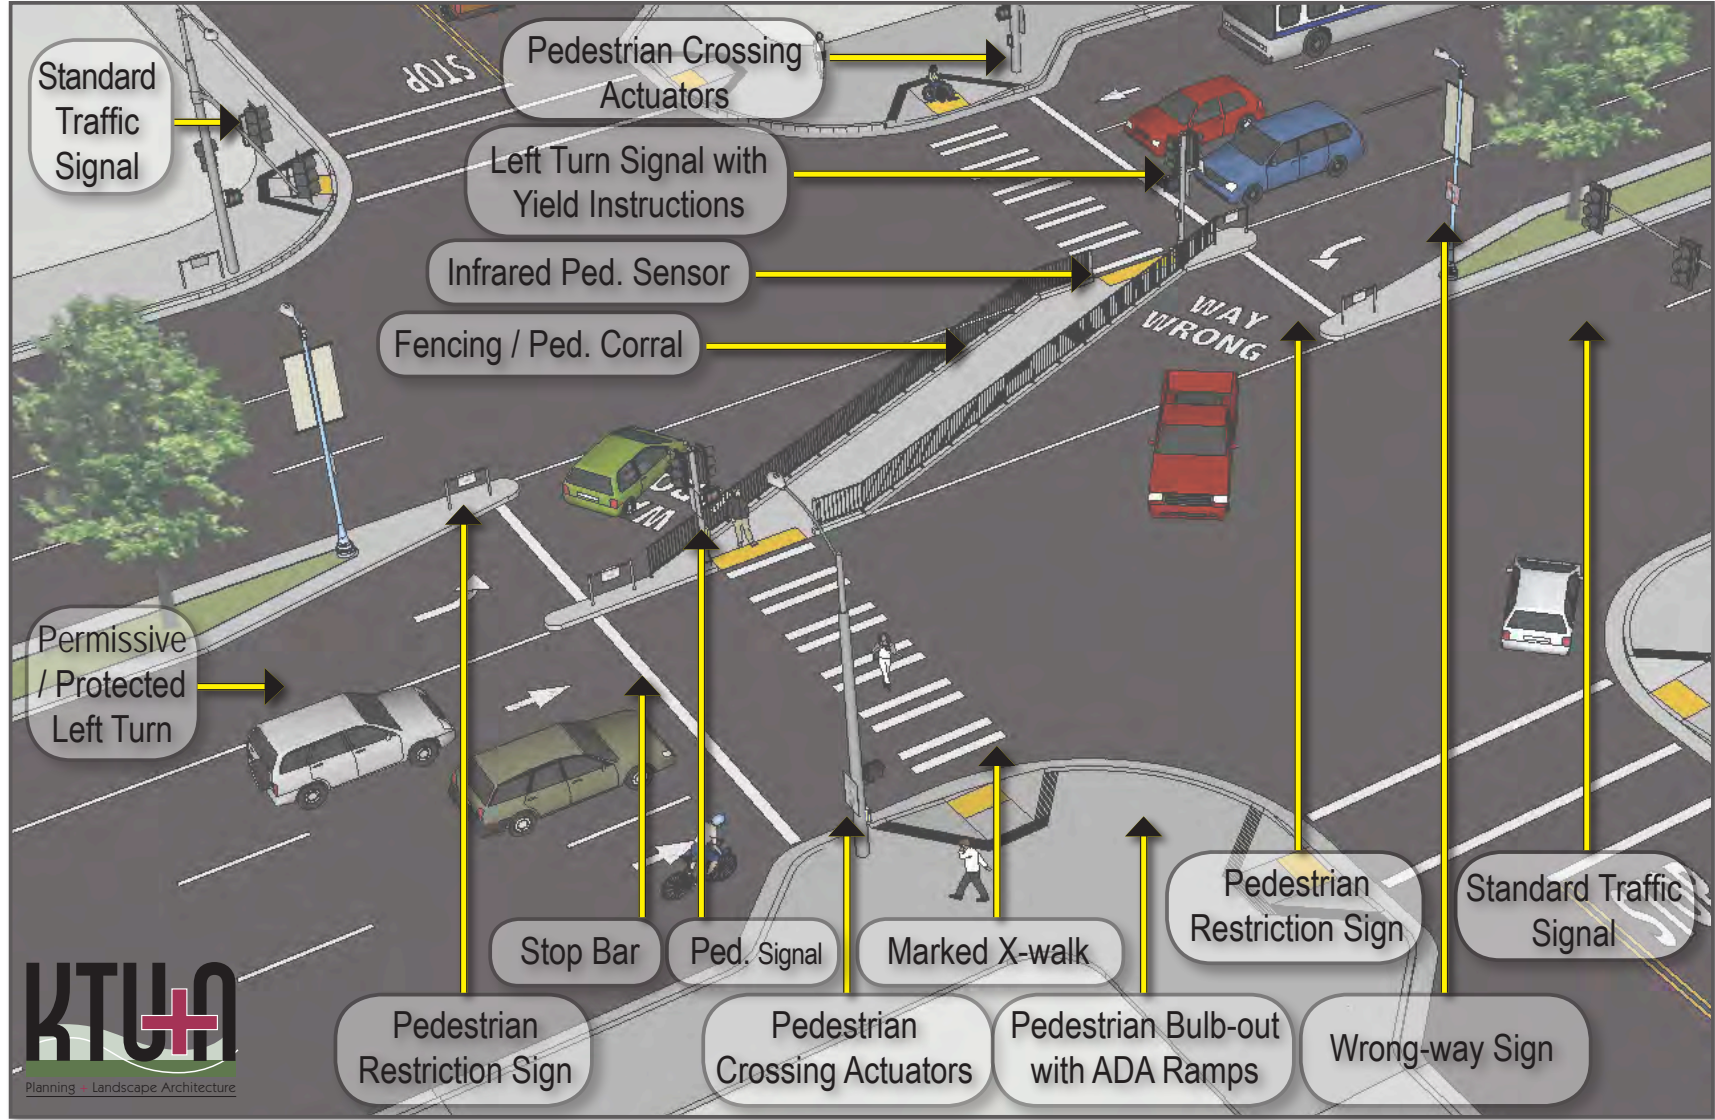 Standard
Traffic
Signal
STOP
Pedestrian Crossing
Actuators
Left Turn Signal with
Yield Instructions
Infrared Ped. Sensor
Fencing / Ped. Corral
WAY
WRONG
Permissive
/ Protected
Left Turn
Stop Bar
Ped. Signal
Marked X-walk
Pedestrian
Restriction Sign
Standard Traffic
Signal
Pedestrian
Restriction Sign
Pedestrian
Crossing Actuators
Pedestrian Bulb-out
with ADA Ramps
Wrong-way Sign
KTU+A
Planning + Landscape Architecture